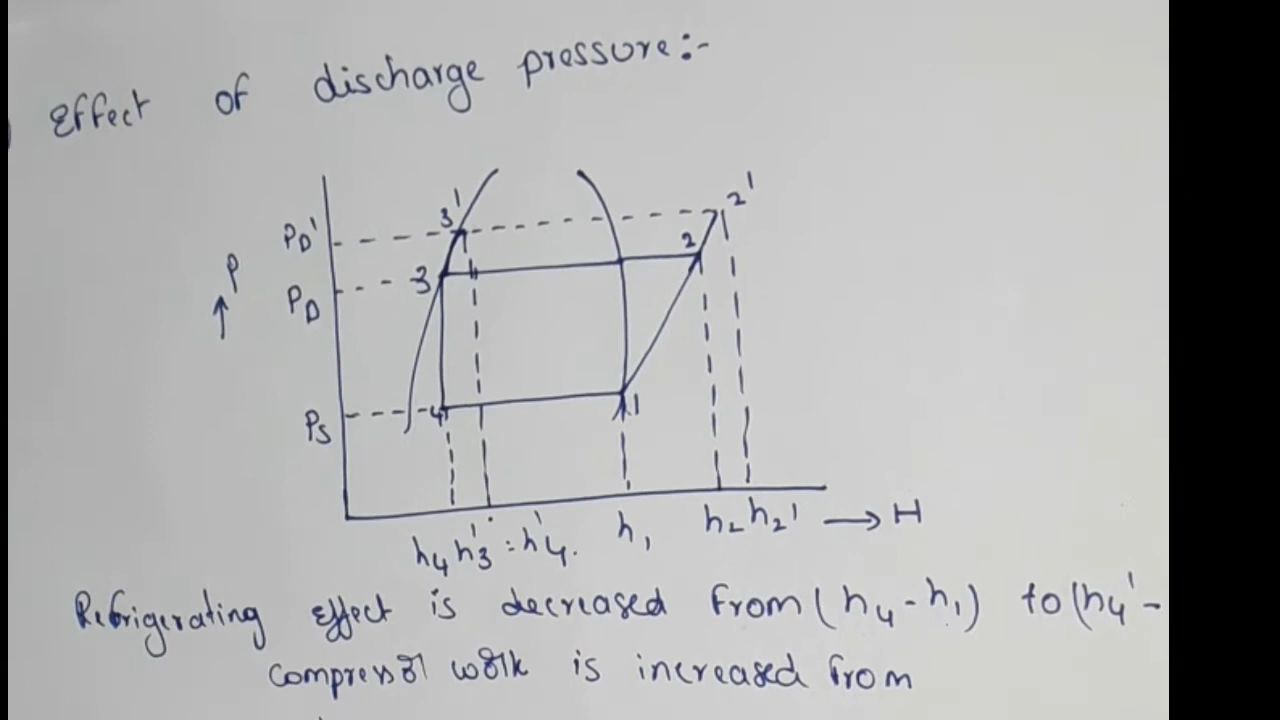 Effect of discharge pressure:-
3' 2'
PD'
2
P 3
PD
4 1
Ps
h4 h3' = h4'. h1 h2 h2' → H
Refrigerating effect is decreased from (h4 - h1) to (h4' -
compressor work is increased from